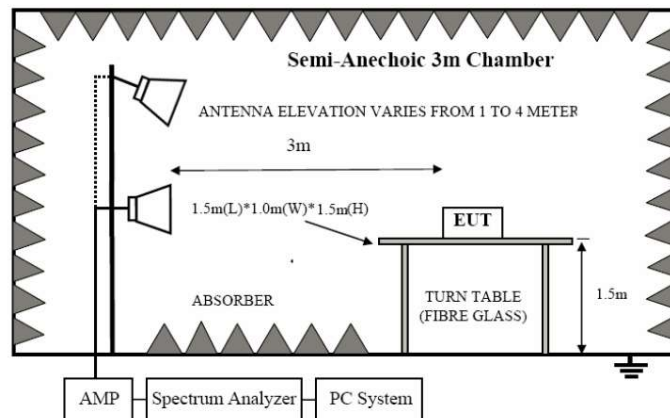 Semi-Anechoic 3m Chamber
ANTENNA ELEVATION VARIES FROM 1 TO 4 METER
3m
1.5m(L)*1.0m(W)*1.5m(H)
EUT
ABSORBER
TURN TABLE
(FIBRE GLASS)
1.5m
AMP
Spectrum Analyzer
PC System